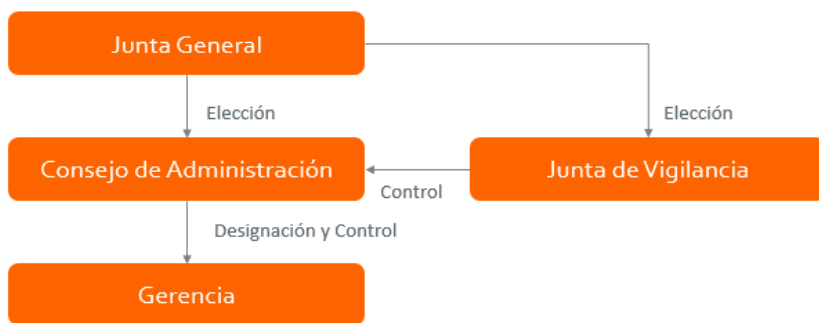 Junta General
Elección
Elección
Consejo de Administración
Junta de Vigilancia
Control
Designación y Control
Gerencia